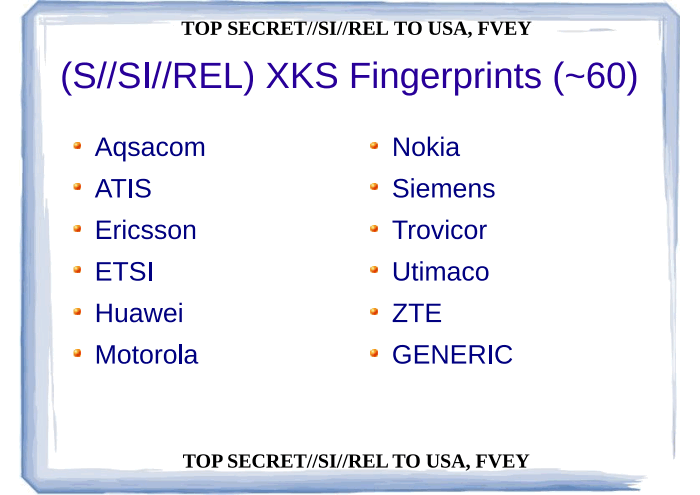 TOP SECRET//SI//REL TO USA, FVEY
(S//SI//REL) XKS Fingerprints (~60)
Aqsacom
ATIS
Ericsson
ETSI
Huawei
Motorola
Nokia
Siemens
Trovicor
Utimaco
ZTE
GENERIC
TOP SECRET//SI//REL TO USA, FVEY